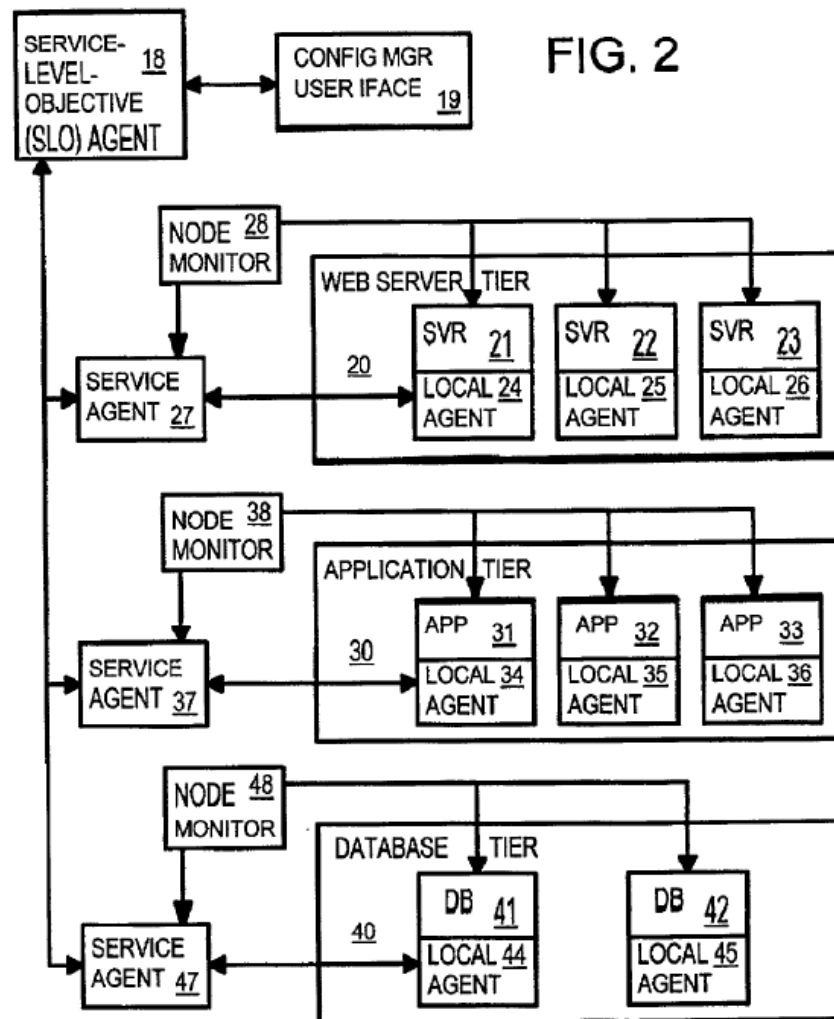 FIG. 2
SERVICE-
LEVEL-
OBJECTIVE
(SLO) AGENT
18
CONFIG MGR
USER IFACE
19
NODE 28
MONITOR
WEB SERVER TIER
SVR 21
LOCAL 24
AGENT
SVR 22
LOCAL 25
AGENT
SVR 23
LOCAL 26
AGENT
20
SERVICE
AGENT 27
NODE 38
MONITOR
APPLICATION TIER
APP 31
LOCAL 34
AGENT
APP 32
LOCAL 35
AGENT
APP 33
LOCAL 36
AGENT
30
SERVICE
AGENT 37
NODE 48
MONITOR
DATABASE TIER
DB 41
LOCAL 44
AGENT
DB 42
LOCAL 45
AGENT
40
SERVICE
AGENT 47